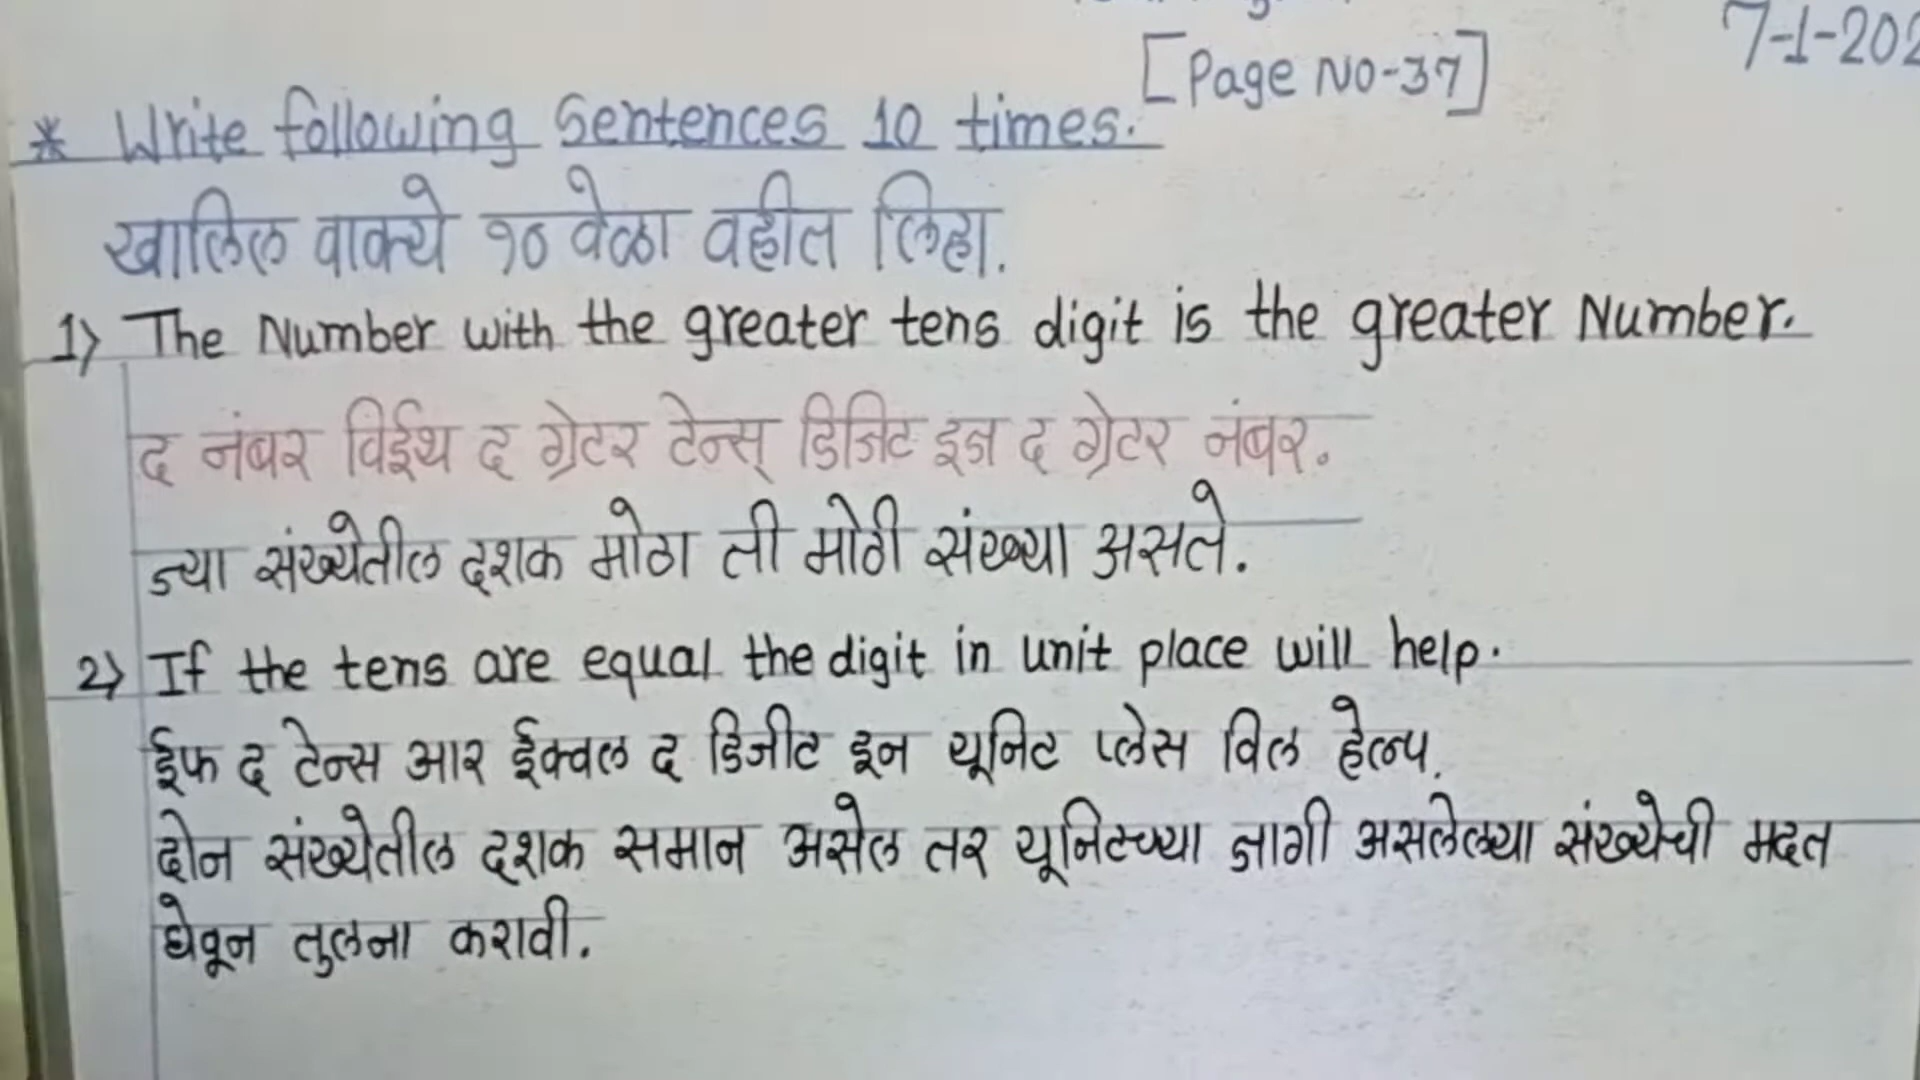 [Page No-37]
7-1-202
* Write following Sentences 10 times.
खालिल वाक्ये १० वेळा वहीत लिहा.
1) The Number with the greater tens digit is the greater Number.
द नंबर विईथ द ग्रेटर टेन्स् डिजिट इज द ग्रेटर नंबर.
ज्या संख्येतील दशक मोठा ती मोठी संख्या असते.
2) If the tens are equal the digit in unit place will help.
ईफ द टेन्स आर ईक्वल द डिजीट इन यूनिट प्लेस विल हेल्प.
दोन संख्येतील दशक समान असेल तर यूनिटच्या जागी असलेल्या संख्येची मदत
घेवून तुलना करावी.